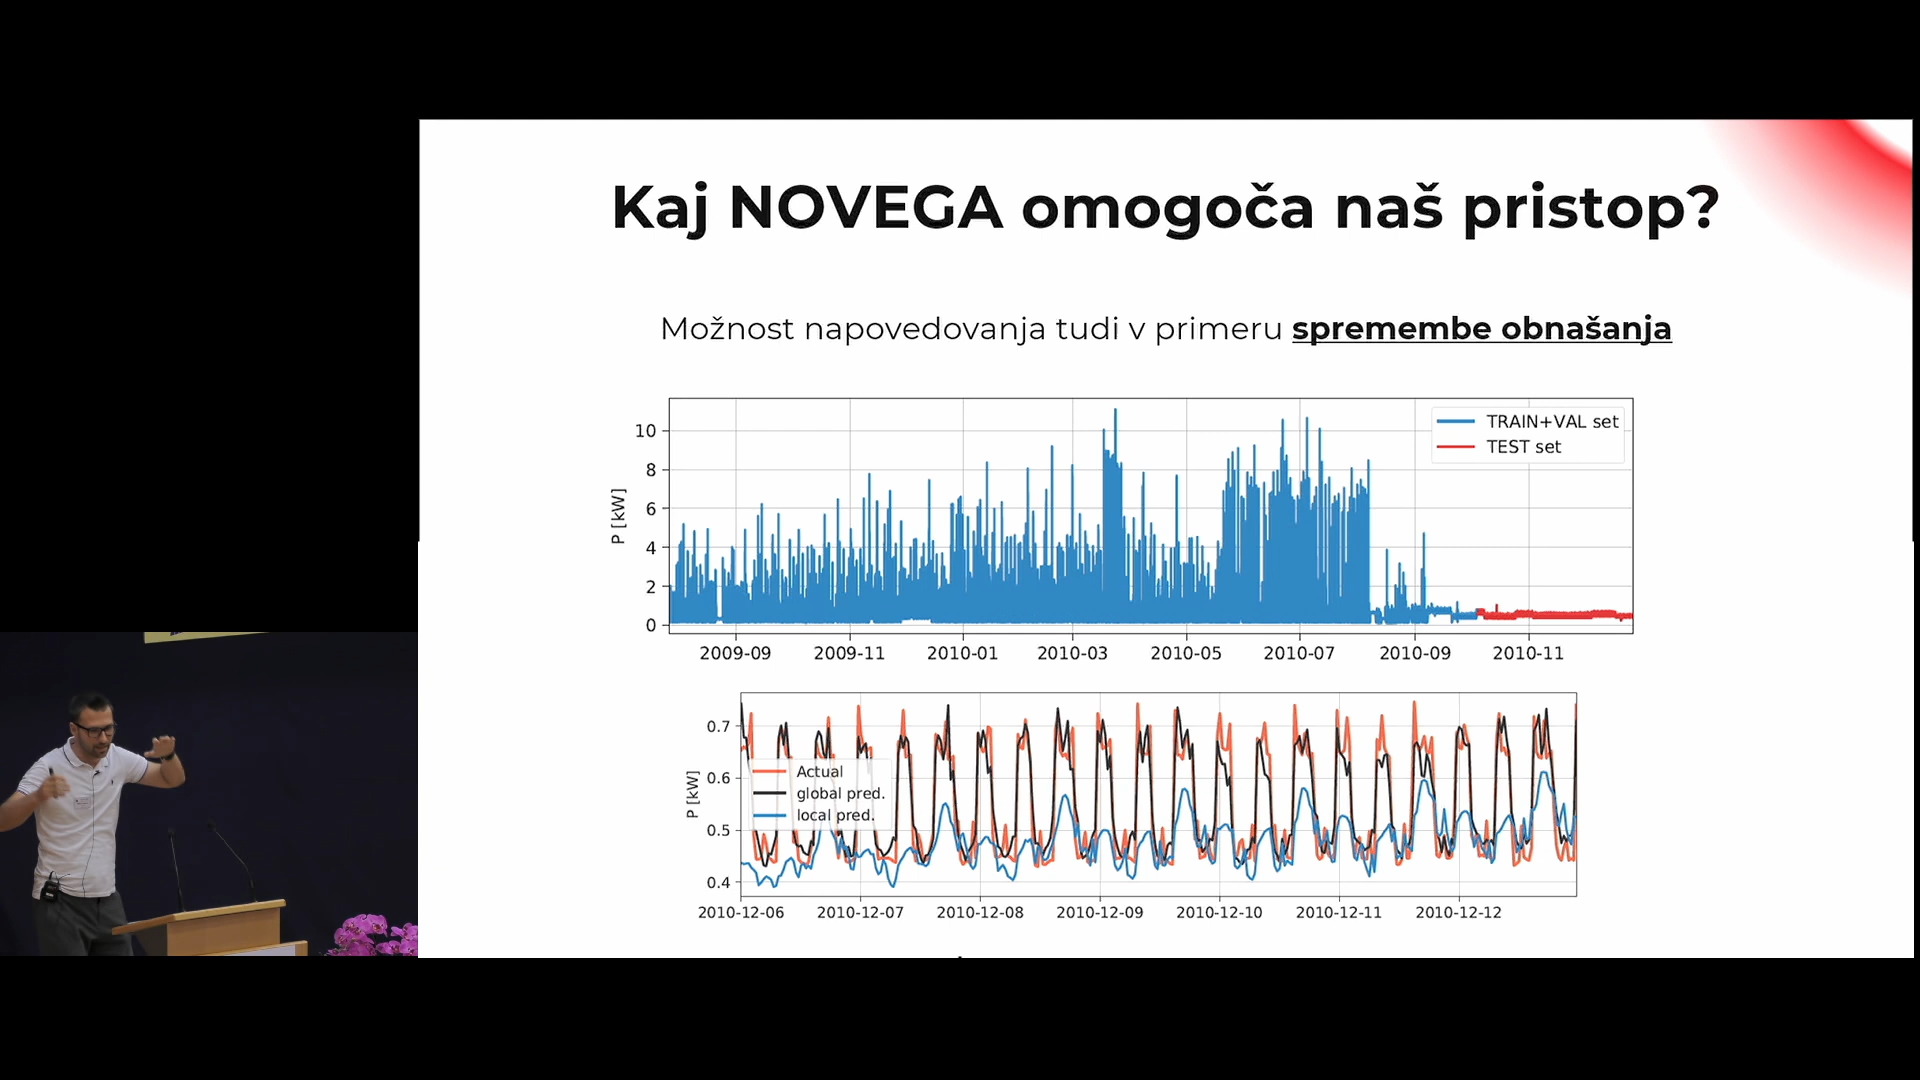 Kaj NOVEGA omogoča naš pristop?
Možnost napovedovanja tudi v primeru spremembe obnašanja
P [kW]
10
8
6
4
2
0
TRAIN+VAL set
TEST set
2009-09 2009-11 2010-01 2010-03 2010-05 2010-07 2010-09 2010-11
P [kW]
0.7
0.6
0.5
0.4
Actual
global pred.
local pred.
2010-12-06 2010-12-07 2010-12-08 2010-12-09 2010-12-10 2010-12-11 2010-12-12